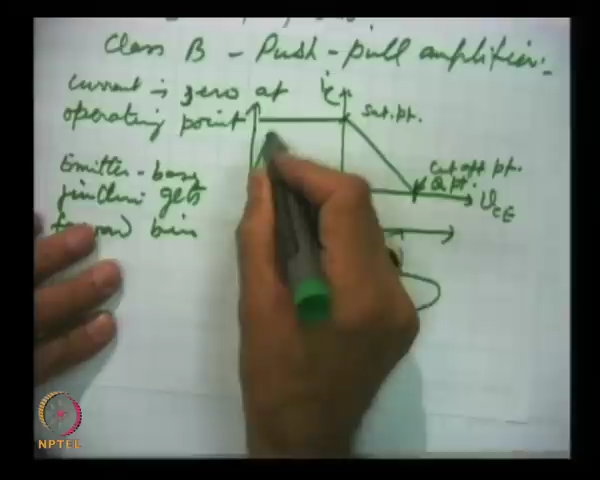 Class B - Push-pull amplifier:
Current is zero at
operating point
ic
Sat. pt.
Cut off pt.
Q pt.
VCE
Emitter-base
junction gets
forward bias
NPTEL